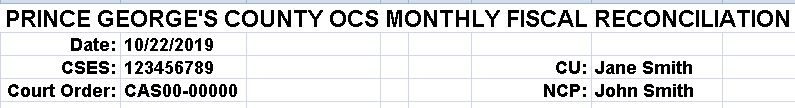 PRINCE GEORGE'S COUNTY OCS MONTHLY FISCAL RECONCILIATION
Date: 10/22/2019
CSES: 123456789 CU: Jane Smith
Court Order: CAS00-00000 NCP: John Smith